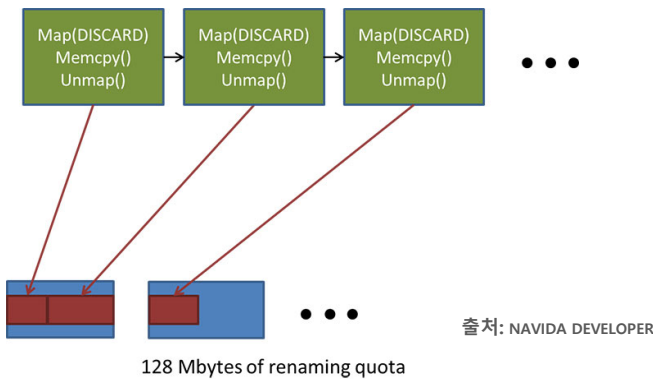 Map(DISCARD)
Memcpy()
Unmap()
Map(DISCARD)
Memcpy()
Unmap()
Map(DISCARD)
Memcpy()
Unmap()
출처: NAVIDA DEVELOPER
128 Mbytes of renaming quota